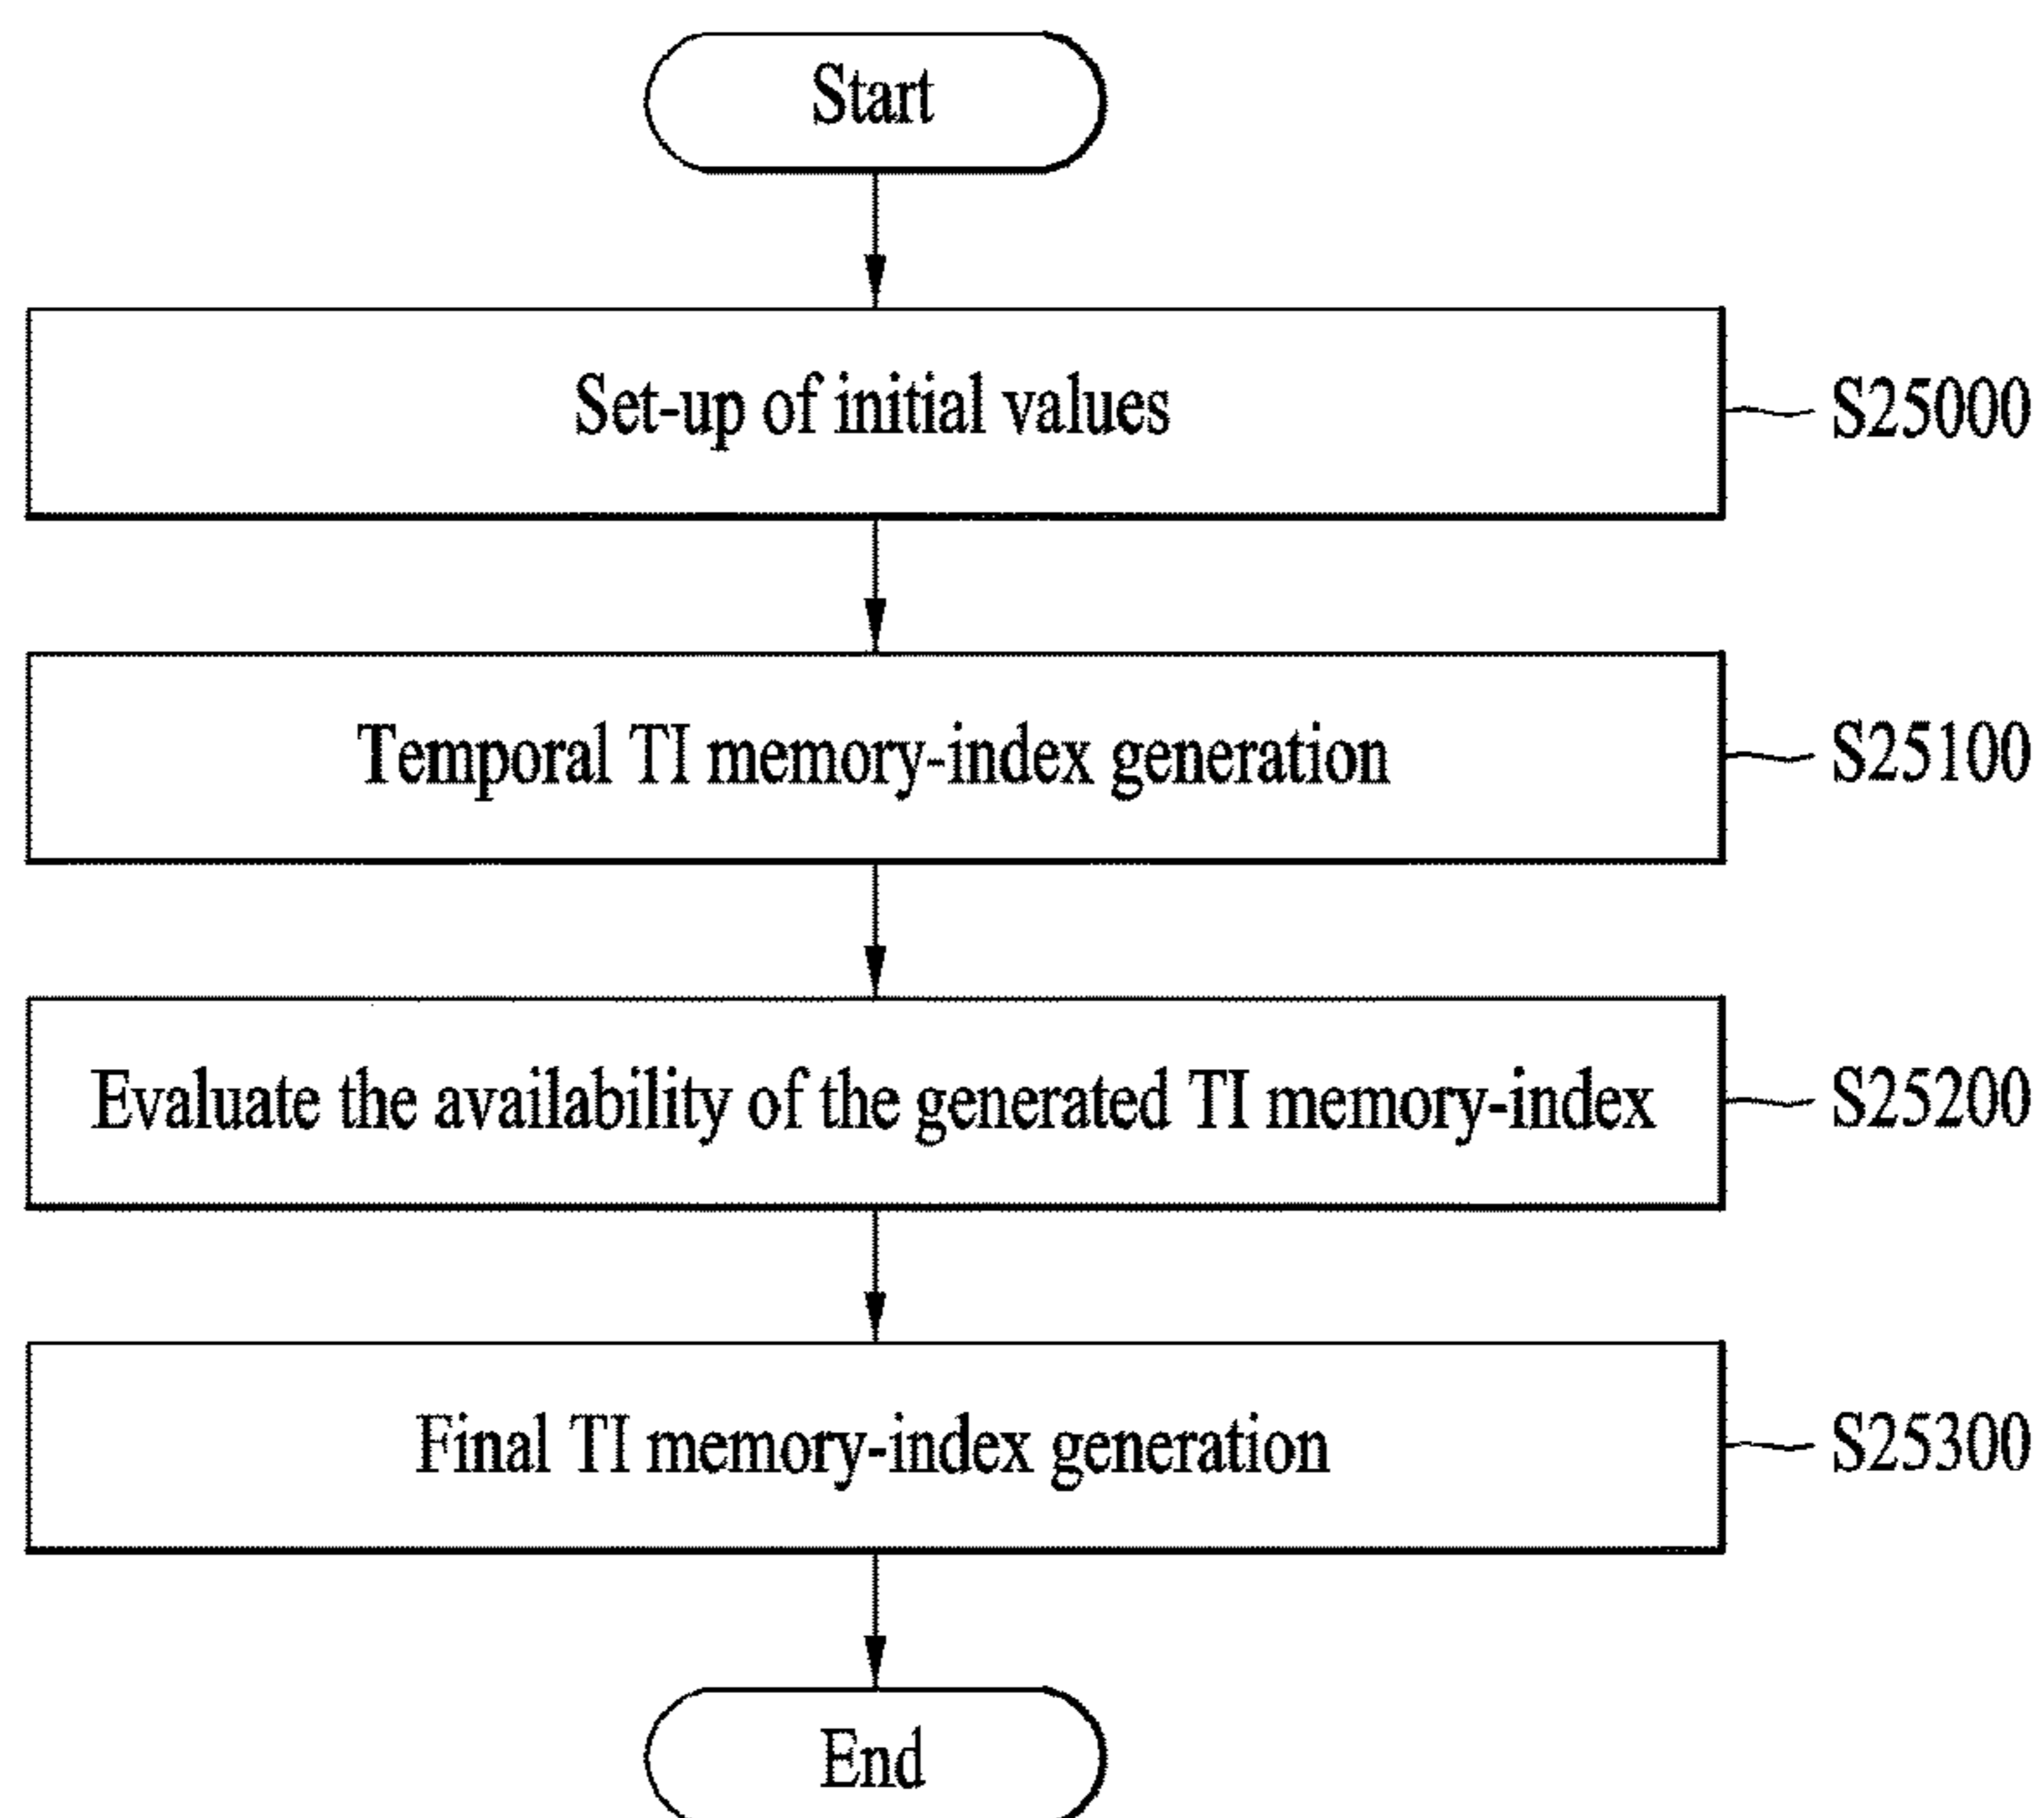 Start
Set-up of initial values
S25000
Temporal TI memory-index generation
S25100
Evaluate the availability of the generated TI memory-index
S25200
Final TI memory-index generation
S25300
End